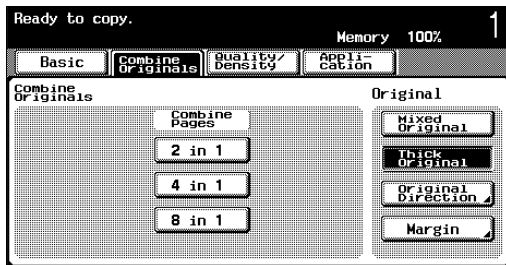 Ready to copy.
Memory 100% 1
Basic
Combine
Originals
Quality/
Density
Appli-
cation
Combine
Originals
Original
Combine
Pages
2 in 1
4 in 1
8 in 1
Mixed
Original
Thick
Original
Original
Direction
Margin